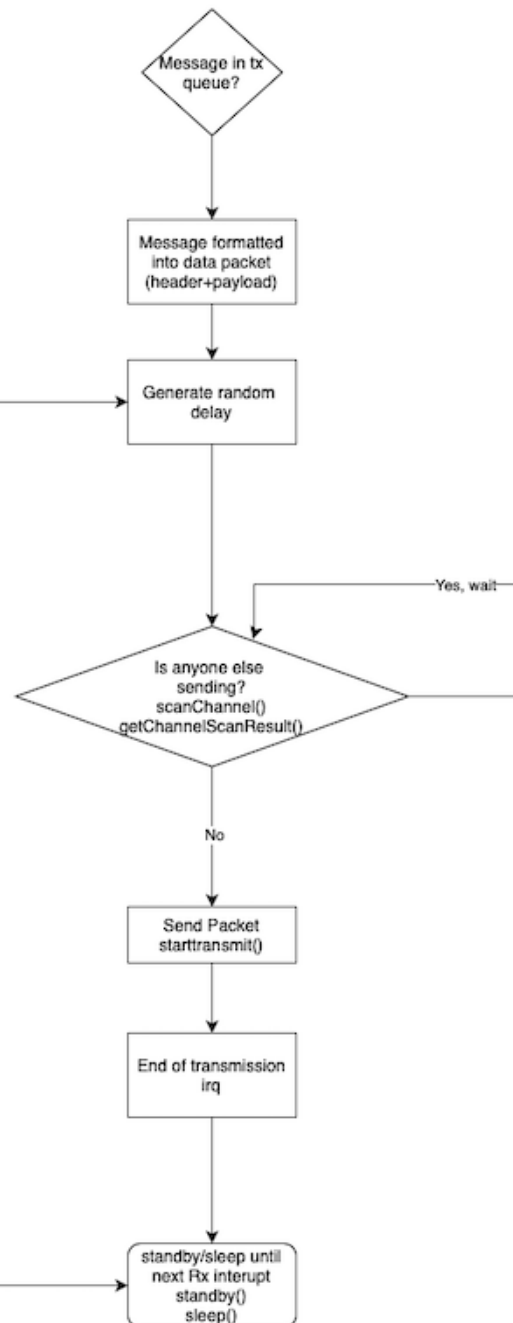 Message in tx
queue?
Message formatted
into data packet
(header+payload)
Generate random
delay
Yes, wait
Is anyone else
sending?
scanChannel()
getChannelScanResult()
No
Send Packet
starttransmit()
End of transmission
irq
standby/sleep until
next Rx interupt
standby()
sleep()